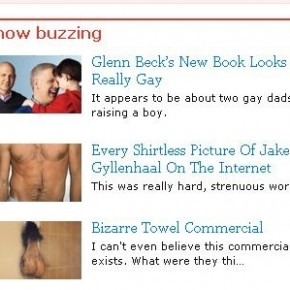 now buzzing
Glenn Beck's New Book Looks
Really Gay
It appears to be about two gay dads
raising a boy.
Every Shirtless Picture Of Jake
Gyllenhaal On The Internet
This was really hard, strenuous wor
Bizarre Towel Commercial
I can't even believe this commercia
exists. What were they thi...